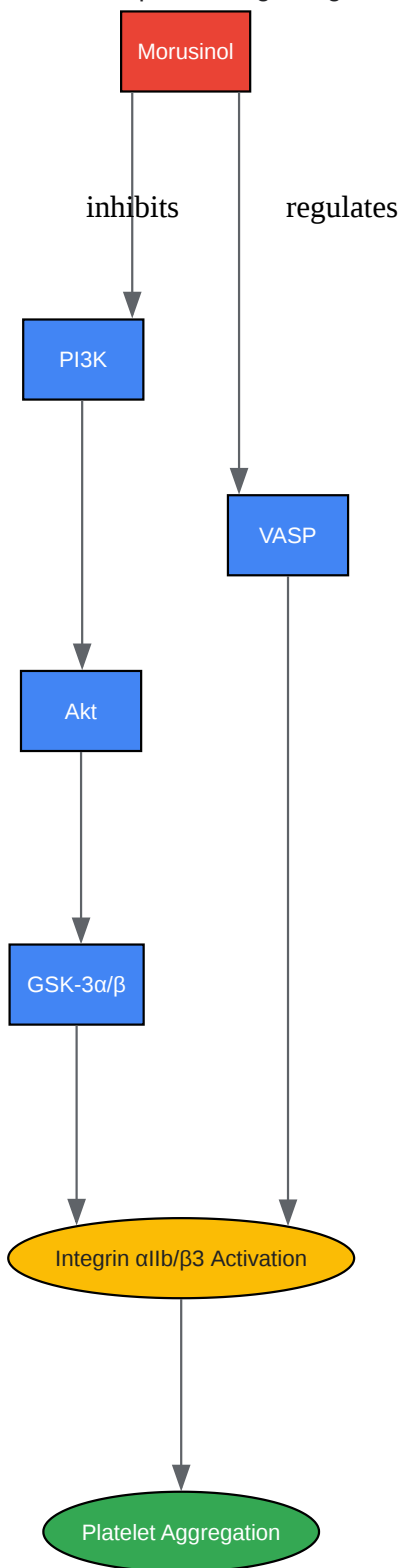 Morusinol
inhibits
regulates
PI3K
VASP
Akt
GSK-3α/β
Integrin αIIb/β3 Activation
Platelet Aggregation